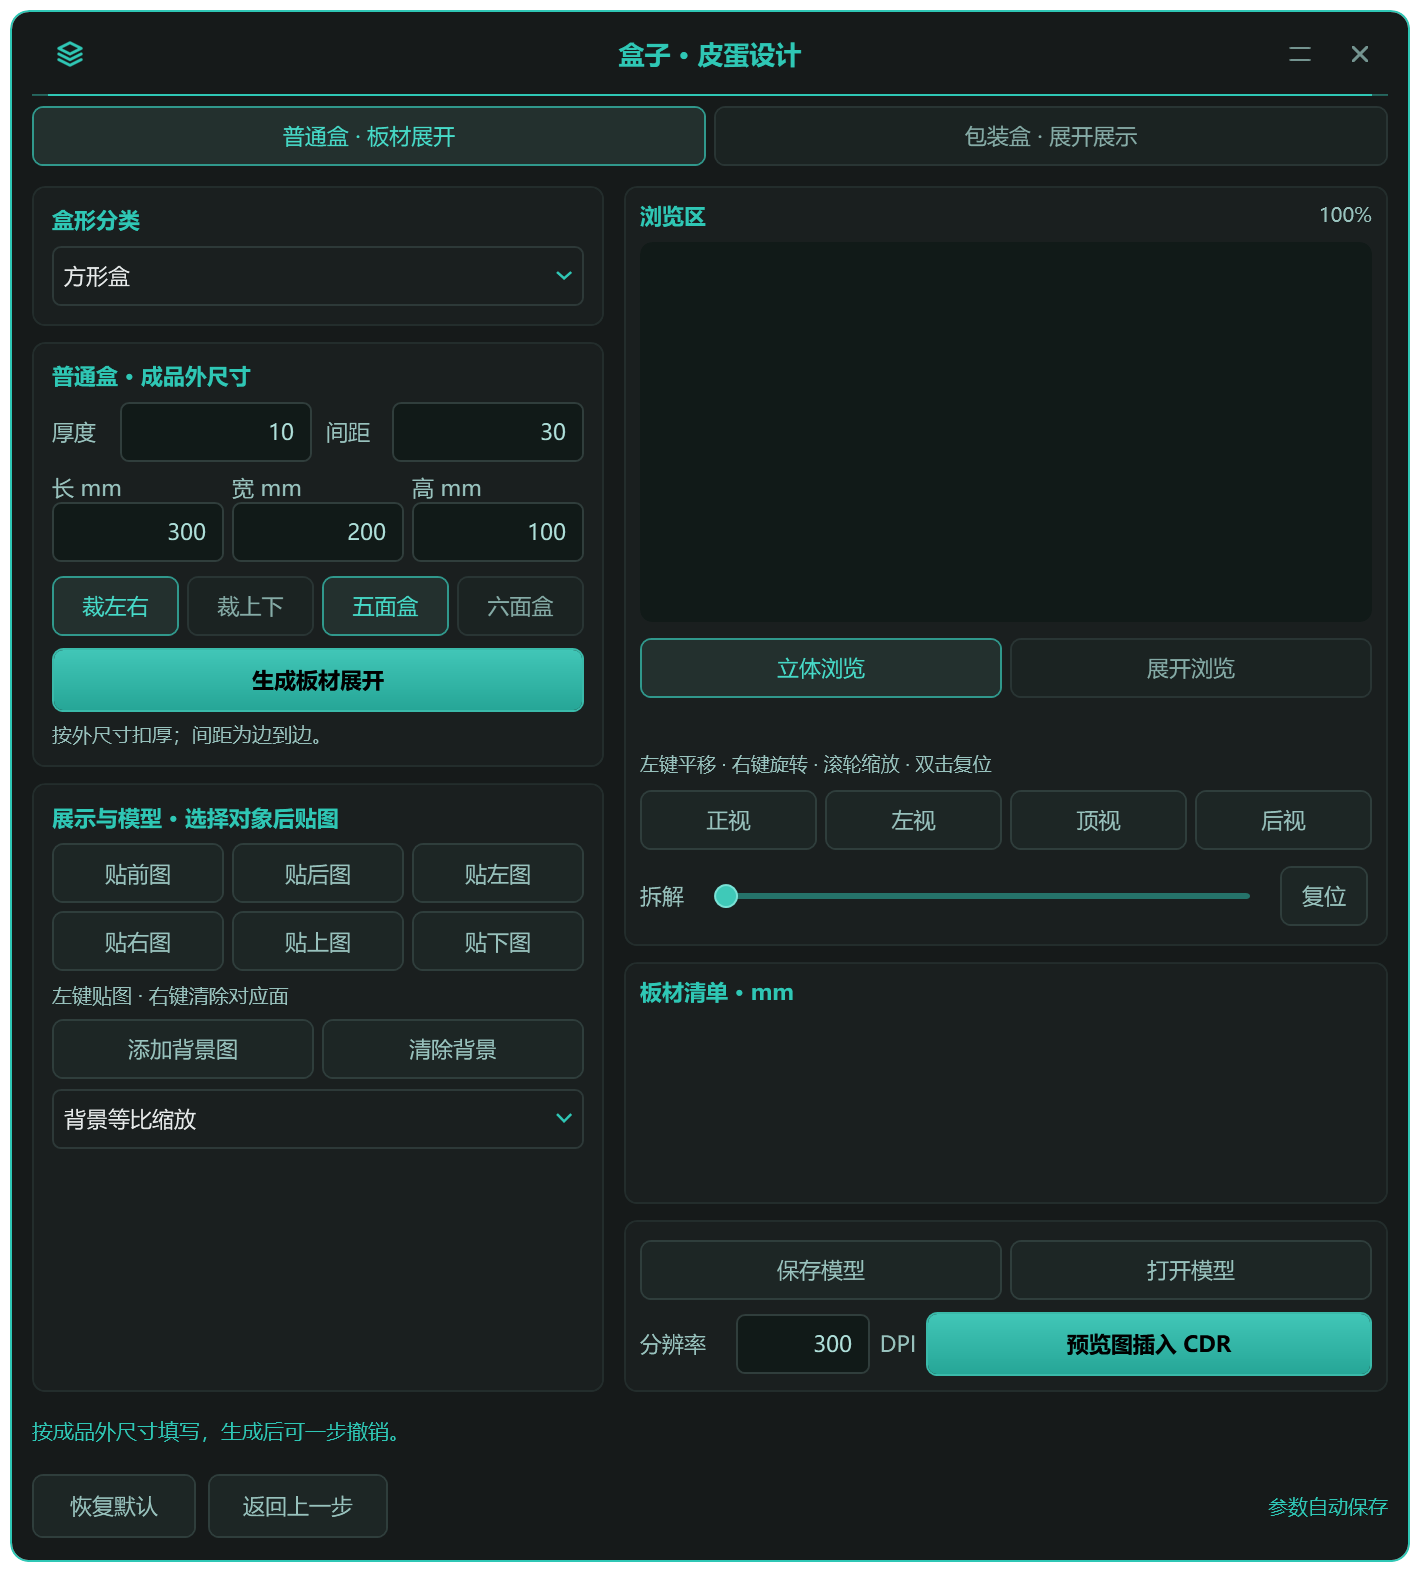 盒子•皮蛋设计
普通盒 · 板材展开
包装盒 · 展开展示
盒形分类
方形盒
普通盒•成品外尺寸
厚度 10 间距 30
长 mm 宽 mm 高 mm
300 200 100
裁左右 裁上下 五面盒 六面盒
生成板材展开
按外尺寸扣厚；间距为边到边。
展示与模型•选择对象后贴图
贴前图 贴后图 贴左图
贴右图 贴上图 贴下图
左键贴图 · 右键清除对应面
添加背景图 清除背景
背景等比缩放
浏览区 100%
立体浏览 展开浏览
左键平移 · 右键旋转 · 滚轮缩放 · 双击复位
正视 左视 顶视 后视
拆解 复位
板材清单•mm
保存模型 打开模型
分辨率 300 DPI 预览图插入 CDR
按成品外尺寸填写，生成后可一步撤销。
恢复默认 返回上一步 参数自动保存